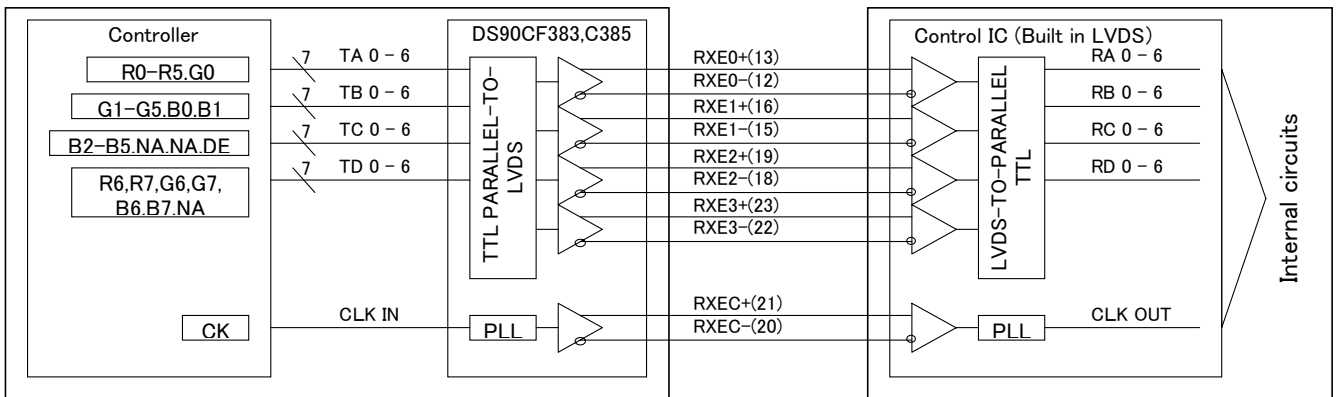 Controller
R0-R5.G0
G1-G5.B0.B1
B2-B5.NA.NA.DE
R6,R7,G6,G7,
B6.B7.NA
CK
7
TA 0 - 6
7
TB 0 - 6
7
TC 0 - 6
7
TD 0 - 6
CLK IN
DS90CF383,C385
TTL PARALLEL-TO-
LVDS
PLL
RXE0+(13)
RXE0-(12)
RXE1+(16)
RXE1-(15)
RXE2+(19)
RXE2-(18)
RXE3+(23)
RXE3-(22)
RXEC+(21)
RXEC-(20)
Control IC (Built in LVDS)
LVDS-TO-PARALLEL
TTL
PLL
RA 0 - 6
RB 0 - 6
RC 0 - 6
RD 0 - 6
CLK OUT
Internal circuits